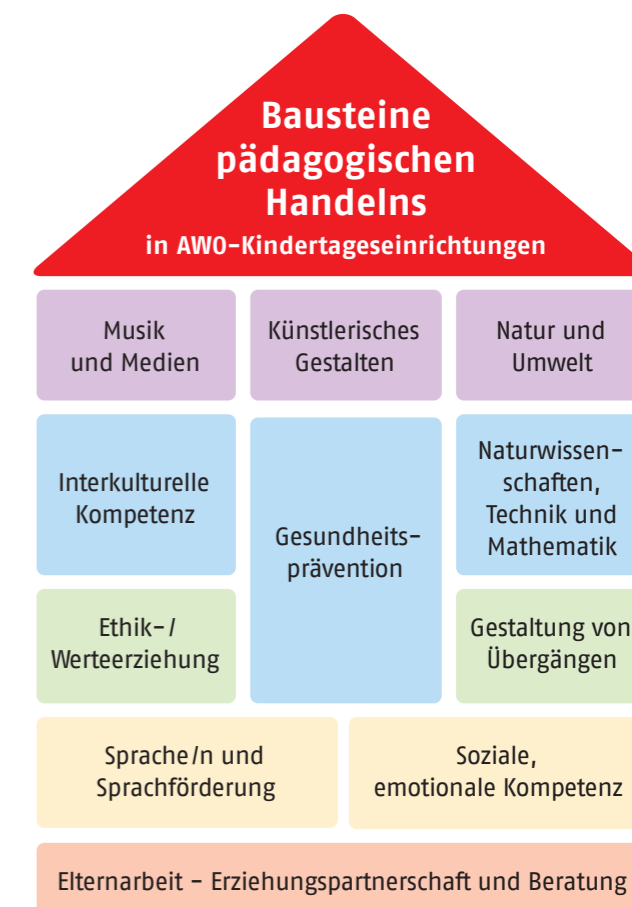 Bausteine
pädagogischen
Handelns
in AWO-Kindertageseinrichtungen
Musik
und Medien
Künstlerisches
Gestalten
Natur und
Umwelt
Interkulturelle
Kompetenz
Gesundheits-
prävention
Naturwissen-
schaften,
Technik und
Mathematik
Ethik-/
Werteerziehung
Gestaltung von
Übergängen
Sprache/n und
Sprachförderung
Soziale,
emotionale Kompetenz
Elternarbeit - Erziehungspartnerschaft und Beratung